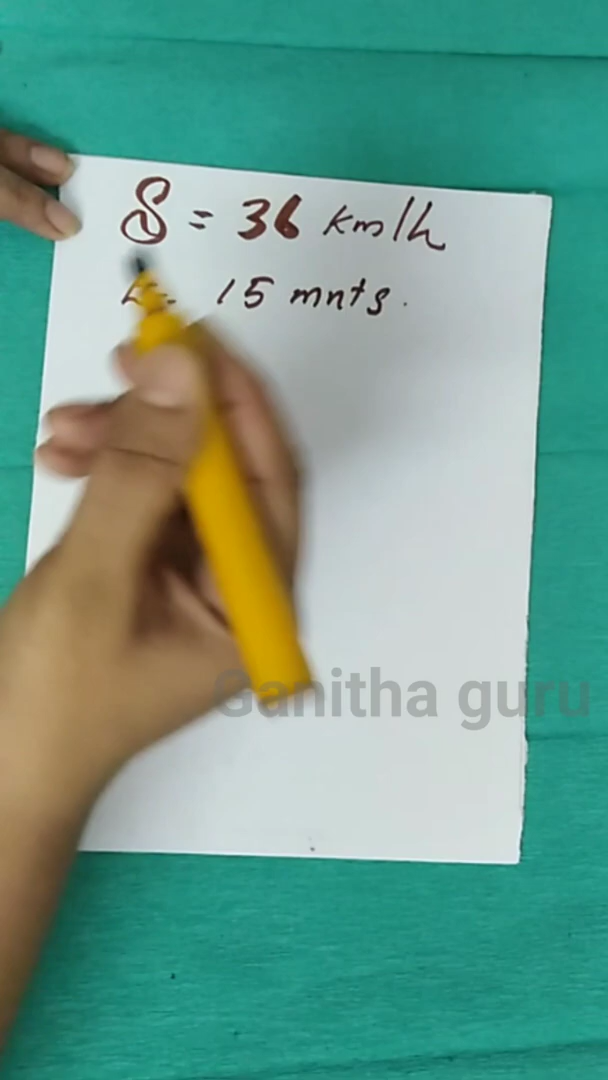 S = 36 km/h
t = 15 mnts.
Ganitha guru